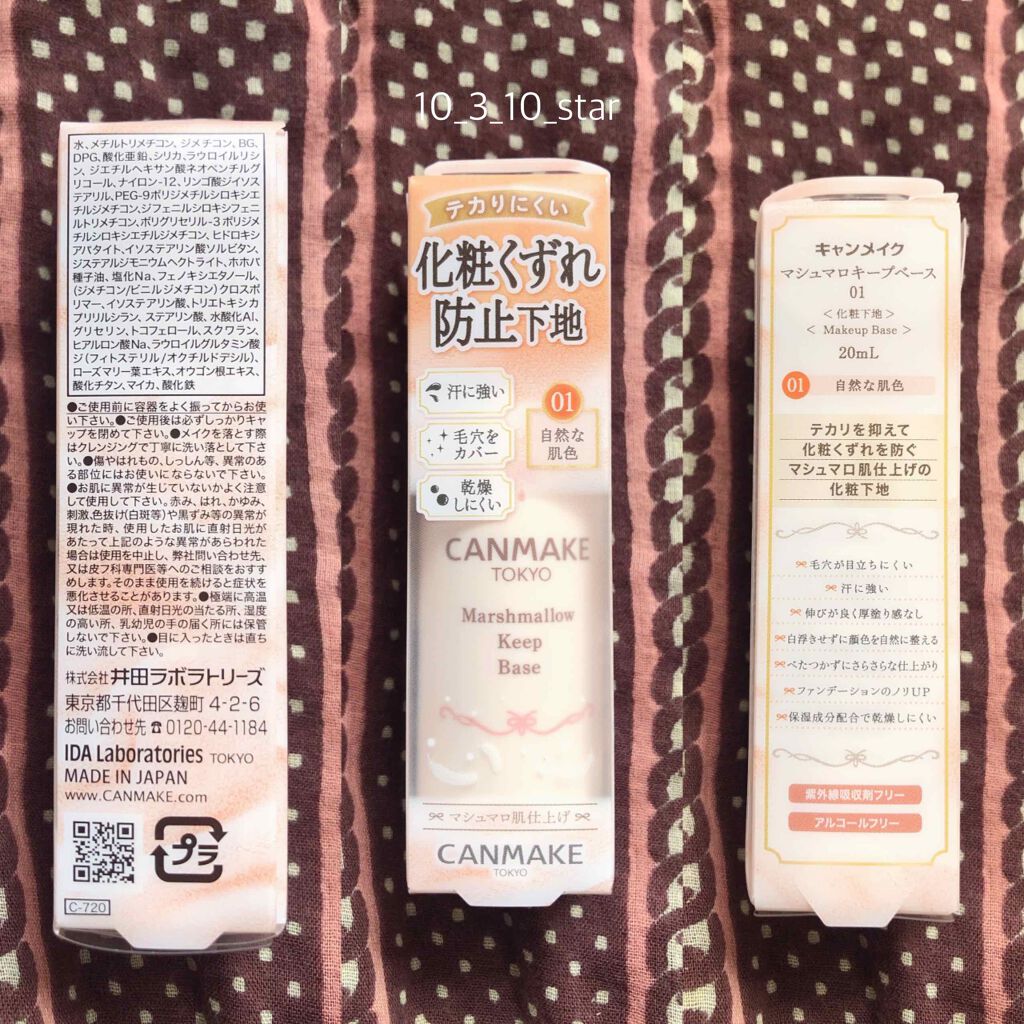 10_3_10_star
水、メチルトリメチコン、ジメチコン、BG、
DPG、酸化亜鉛、シリカ、ラウロイルリシ
ン、ジエチルヘキサン酸ネオペンチルグ
リコール、ナイロン-12、リンゴ酸ジイソス
テアリル、PEG-9ポリジメチルシロキシエ
チルジメチコン、ジフェニルシロキシフェニ
ルトリメチコン、ポリグリセリル-3ポリジメ
チルシロキシエチルジメチコン、ヒドロキシ
アパタイト、イソステアリン酸ソルビタン、
ジステアルジモニウムヘクトライト、ホホバ
種子油、塩化Na、フェノキシエタノール、
(ジメチコン/ビニルジメチコン)クロスポ
リマー、イソステアリン酸、トリエトキシカ
プリリルシラン、ステアリン酸、水酸化Al、
グリセリン、トコフェロール、スクワラン、
ヒアルロン酸Na、ラウロイルグルタミン酸
ジ(フィトステリル/オクチルドデシル)、
ローズマリー葉エキス、オウゴン根エキス、
酸化チタン、マイカ、酸化鉄
●ご使用前に容器をよく振ってからお使
い下さい。●ご使用後は必ずしっかりキャ
ップを閉めて下さい。●メイクを落とす際
はクレンジングで丁寧に洗い落として下さ
い。●傷やはれもの、しっしん等、異常のあ
る部位にはお使いにならないで下さい。
●お肌に異常が生じていないかよく注意
して使用して下さい。赤み、はれ、かゆみ、
刺激、色抜け(白斑等)や黒ずみ等の異常が
現れた時、使用したお肌に直射日光が
あたって上記のような異常があらわれた
場合は使用を中止し、弊社問い合わせ先、
又は皮フ科専門医等へのご相談をおすす
めします。そのまま使用を続けると症状を
悪化させることがあります。●極端に高温
又は低温の所、直射日光の当たる所、湿度
の高い所、乳幼児の手の届く所には保管
しないで下さい。●目に入ったときは直ち
に洗い流して下さい。
株式会社 井田ラボラトリーズ
東京都千代田区麹町 4-2-6
お問い合わせ先 ☎ 0120-44-1184
IDA Laboratories TOKYO
MADE IN JAPAN
www.CANMAKE.com
プラ
C-720
テカりにくい
化粧くずれ
防止下地
汗に強い
毛穴を
カバー
乾燥
しにくい
01
自然な
肌色
CANMAKE
TOKYO
Marshmallow
Keep
Base
マシュマロ肌仕上げ
CANMAKE
TOKYO
キャンメイク
マシュマロキープベース
01
<化粧下地>
< Makeup Base >
20mL
01 自然な肌色
テカリを抑えて
化粧くずれを防ぐ
マシュマロ肌仕上げの
化粧下地
毛穴が目立ちにくい
汗に強い
伸びが良く厚塗り感なし
白浮きせずに顔色を自然に整える
べたつかずにさらさらな仕上がり
ファンデーションのノリUP
保湿成分配合で乾燥しにくい
紫外線吸収剤フリー
アルコールフリー